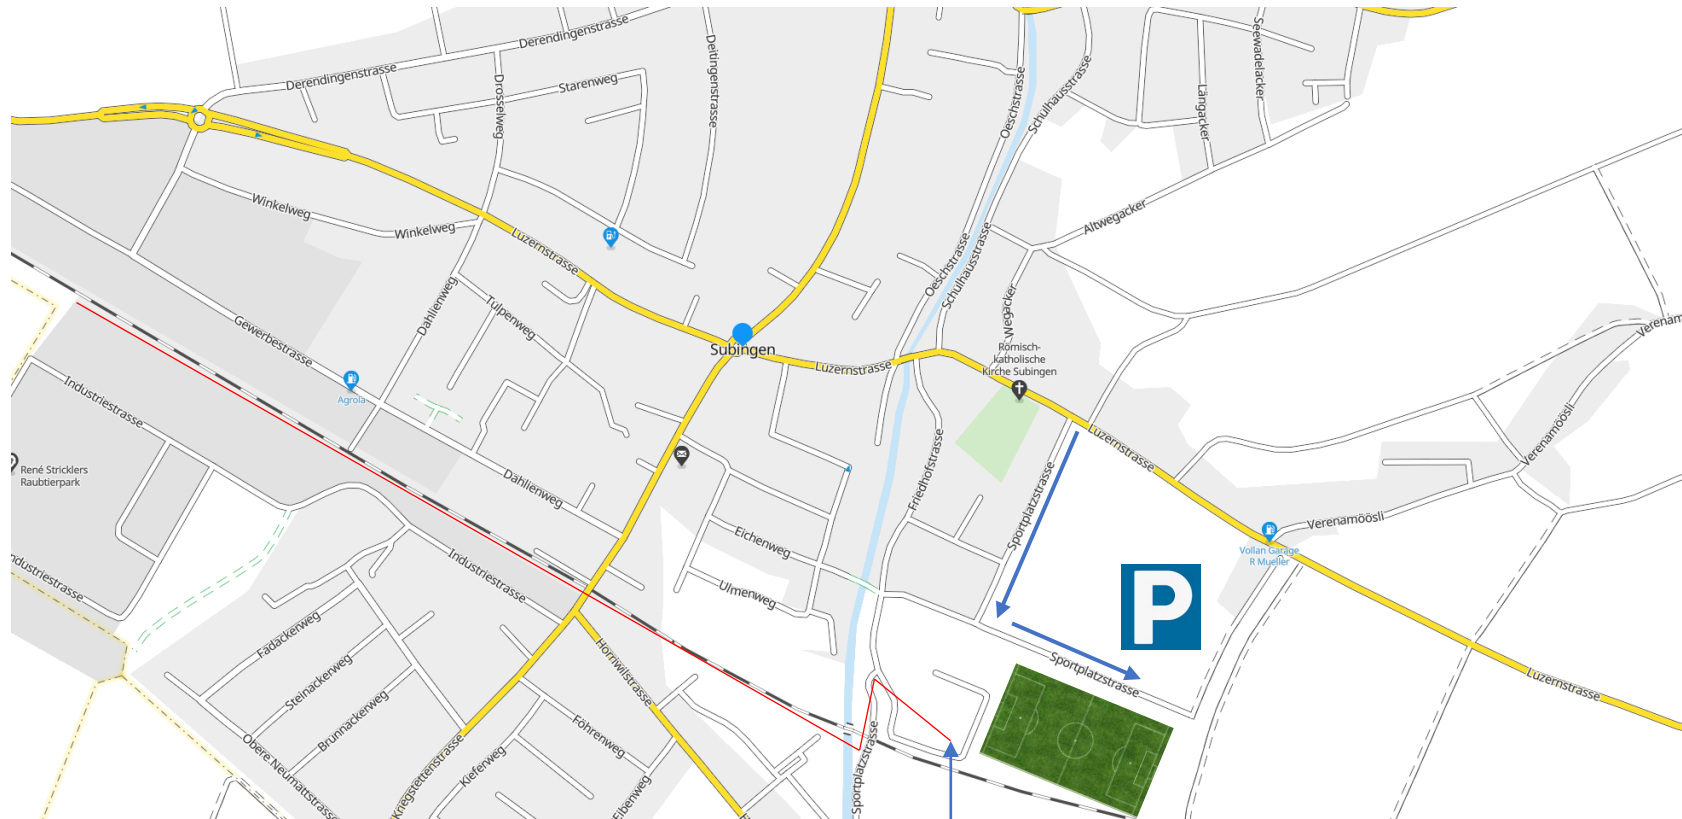 Derendingenstrasse
Derendingenstrasse
Deitingenstrasse
Drosselweg
Starenweg
Oeschstrasse
Schulhausstrasse
Längacker
Seewadelacker
Winkelweg
Winkelweg
Luzernstrasse
Altwegacker
Oeschstrasse
Schulhausstrasse
Dahlienweg
Tulpenweg
Wegacker
Gewerbestrasse
Subingen
Luzernstrasse
Römisch-
katholische
Kirche Subingen
Verenam
Industriestrasse
Agrola
Luzernstrasse
Verenamöösli
René Stricklers
Raubtierpark
Dahlienweg
Friedhofstrasse
Sportplatzstrasse
Verenamöösli
Eichenweg
Vollan Garage
R Mueller
ndustriestrasse
Industriestrasse
Ulmenweg
P
Fadackerweg
Steinackerweg
Hornwilstrasse
Sportplatzstrasse
Luzernstrasse
Brunnackerweg
Föhrenweg
Obere Neumattstrasse
Kriegstettenstrasse
Kieferweg
Eibenweg
Sportplatzstrasse